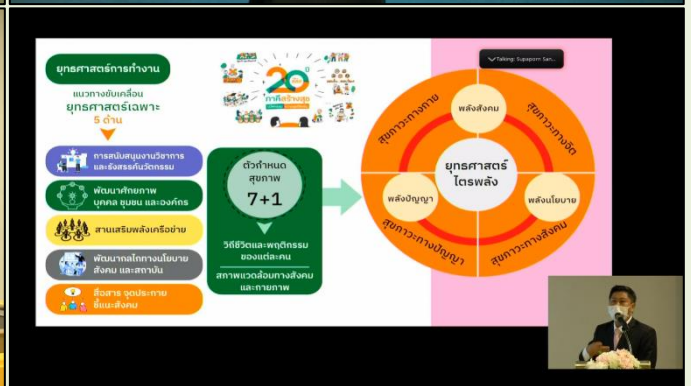 ยุทธศาสตร์การทำงาน
แนวทางขับเคลื่อน
ยุทธศาสตร์เฉพาะ
5 ด้าน
การสนับสนุนงานวิชาการ
และรังสรรค์นวัตกรรม
พัฒนาศักยภาพ
บุคคล ชุมชน และองค์กร
สานเสริมพลังเครือข่าย
พัฒนากลไกทางนโยบาย
สังคม และสถาบัน
สื่อสาร จุดประกาย
ชี้แนะสังคม
20
ภาคีสร้างสุข
ตัวกำหนด
สุขภาพ
7+1
วิถีชีวิตและพฤติกรรม
ของแต่ละคน
สภาพแวดล้อมทางสังคม
และกายภาพ
Talking: Supaporn San...
สุขภาวะทางกาย
พลังสังคม
สุขภาวะทางจิต
ยุทธศาสตร์
ไตรพลัง
พลังปัญญา
พลังนโยบาย
สุขภาวะทางปัญญา
สุขภาวะทางสังคม